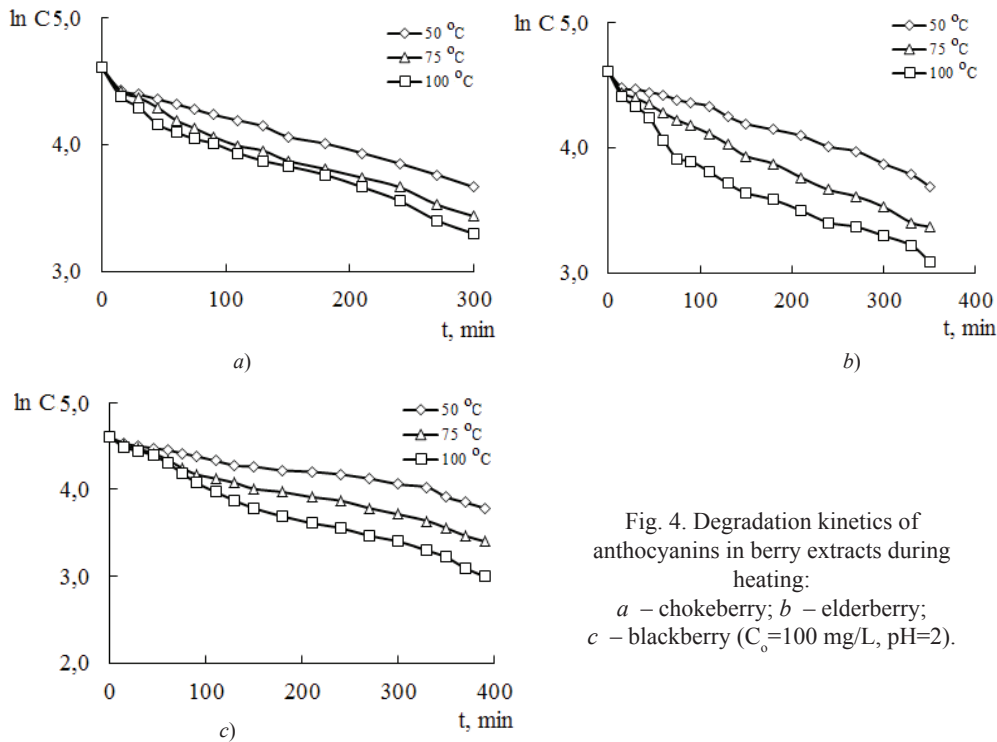 ln C 5,0
50 °C
75 °C
100 °C
4,0
3,0
0 100 200 300
t, min
a)
ln C 5,0
50 °C
75 °C
100 °C
4,0
3,0
0 100 200 300 400
t, min
b)
ln C 5,0
50 °C
75 °C
100 °C
4,0
3,0
2,0
0 100 200 300 400
t, min
c)
Fig. 4. Degradation kinetics of
anthocyanins in berry extracts during
heating:
a – chokeberry; b – elderberry;
c – blackberry (Co=100 mg/L, pH=2).